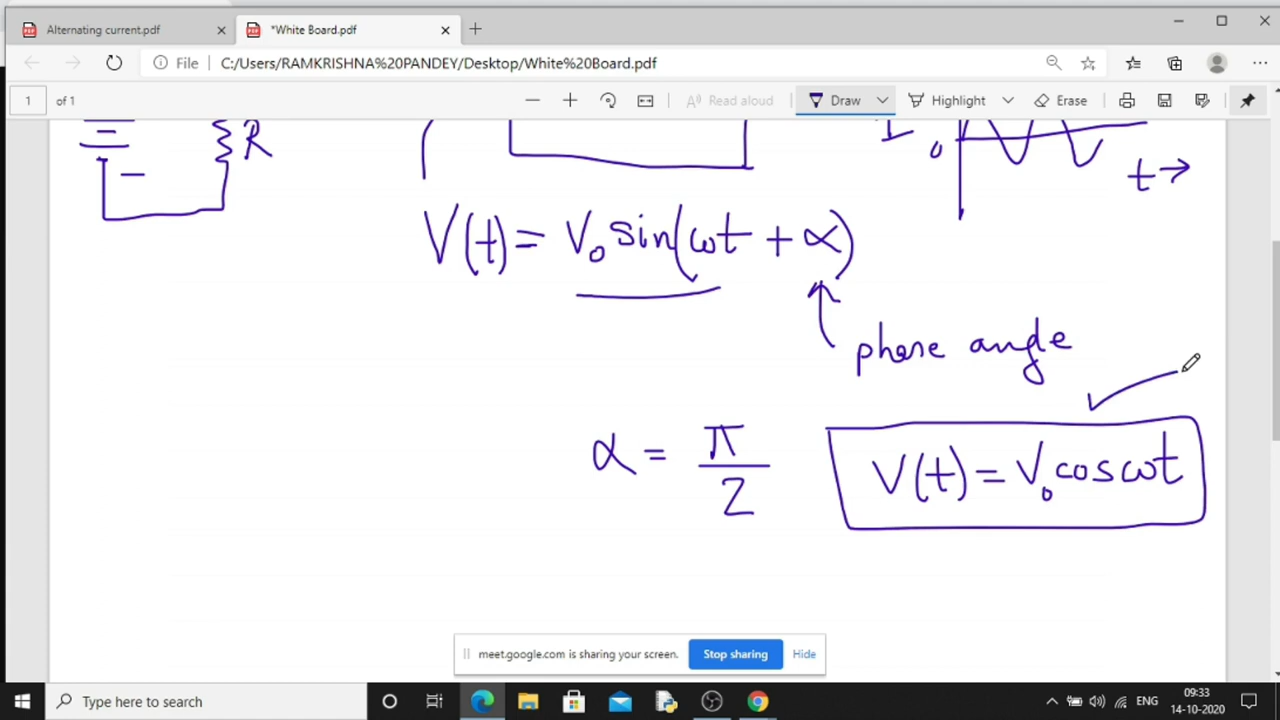 Alternating current.pdf
*White Board.pdf
File C:/Users/RAMKRISHNA%20PANDEY/Desktop/White%20Board.pdf
1 of 1 Read aloud Draw Highlight Erase
R
I
0
t→
V(t) = V₀ sin(ωt + α)
phase angle
α = π/2
V(t) = V₀ cos ωt
meet.google.com is sharing your screen. Stop sharing Hide
Type here to search
ENG
09:33
14-10-2020